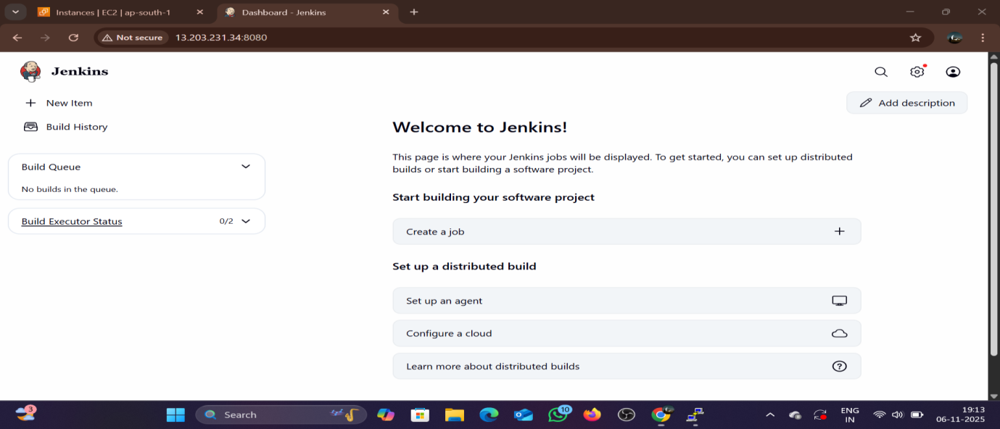 Instances | EC2 | ap-south-1
Dashboard - Jenkins
Not secure
13.203.231.34:8080
Jenkins
New Item
Build History
Add description
Build Queue
No builds in the queue.
Build Executor Status
0/2
Welcome to Jenkins!
This page is where your Jenkins jobs will be displayed. To get started, you can set up distributed
builds or start building a software project.
Start building your software project
Create a job
Set up a distributed build
Set up an agent
Configure a cloud
Learn more about distributed builds
3
Search
10
ENG
IN
19:13
06-11-2025